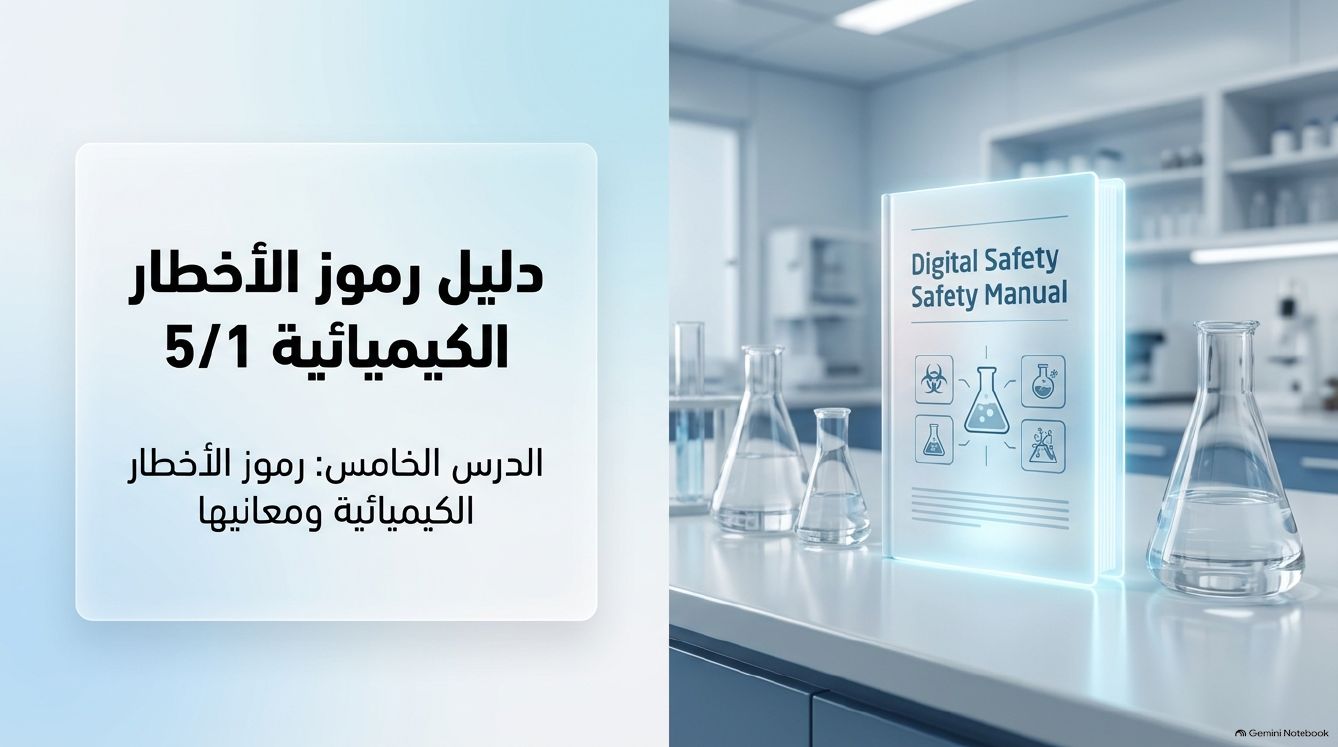 دليل رموز الأخطار
الكيميائية 5/1
الدرس الخامس: رموز الأخطار
الكيميائية ومعانيها
Digital Safety
Safety Manual
Gemini Notebook